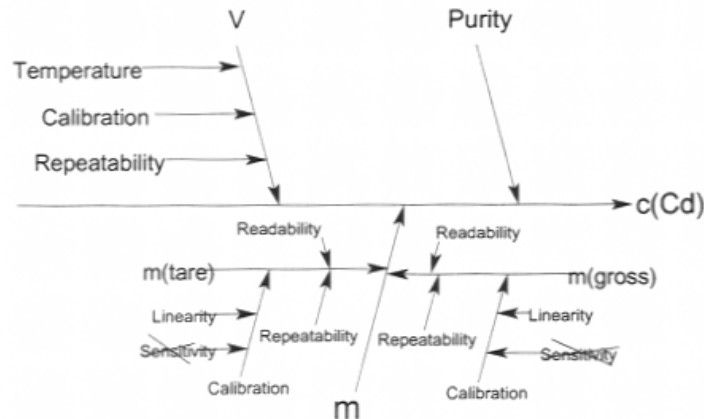 V
Purity
Temperature
Calibration
Repeatability
c(Cd)
Readability
Readability
m(tare)
m(gross)
Linearity
Repeatability
Repeatability
Linearity
Sensitivity
Sensitivity
Calibration
Calibration
m